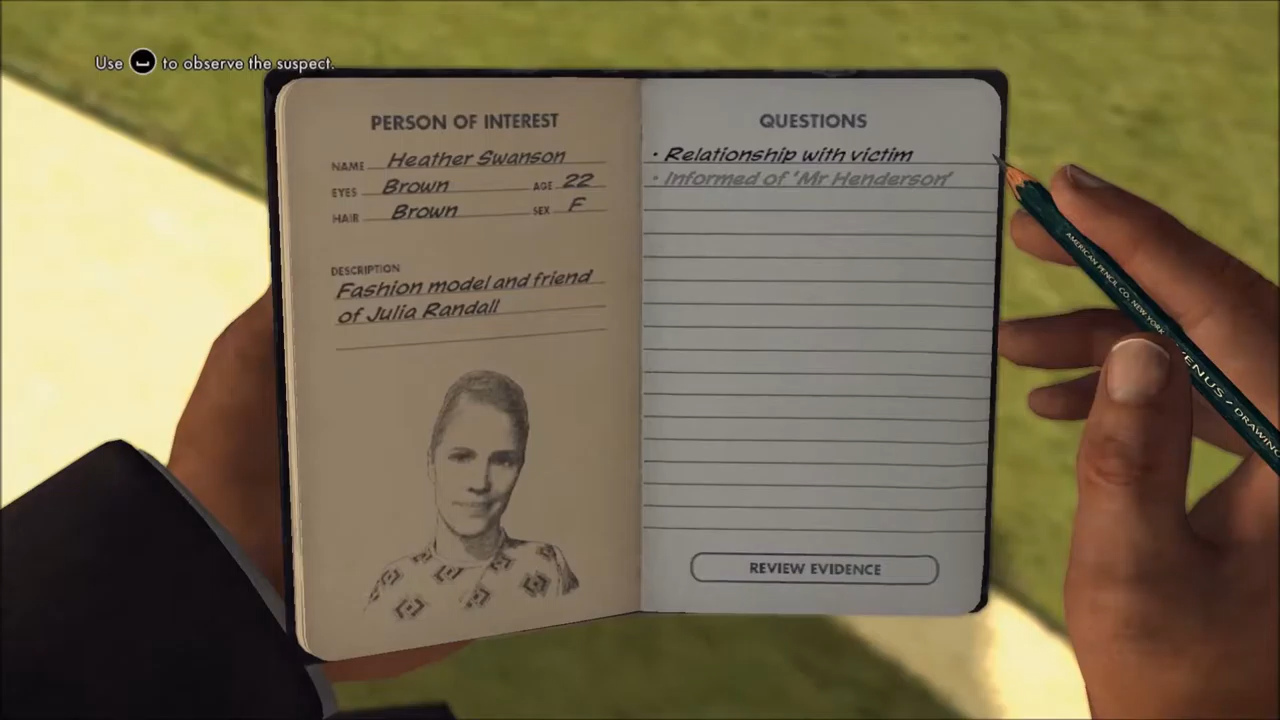 Use to observe the suspect.
PERSON OF INTEREST
NAME Heather Swanson
EYES Brown AGE 22
HAIR Brown SEX F
DESCRIPTION
Fashion model and friend
of Julia Randall
QUESTIONS
· Relationship with victim
· Informed of 'Mr Henderson'
REVIEW EVIDENCE
AMERICAN PENCIL CO. NEW YORK
VENUS / DRAWING